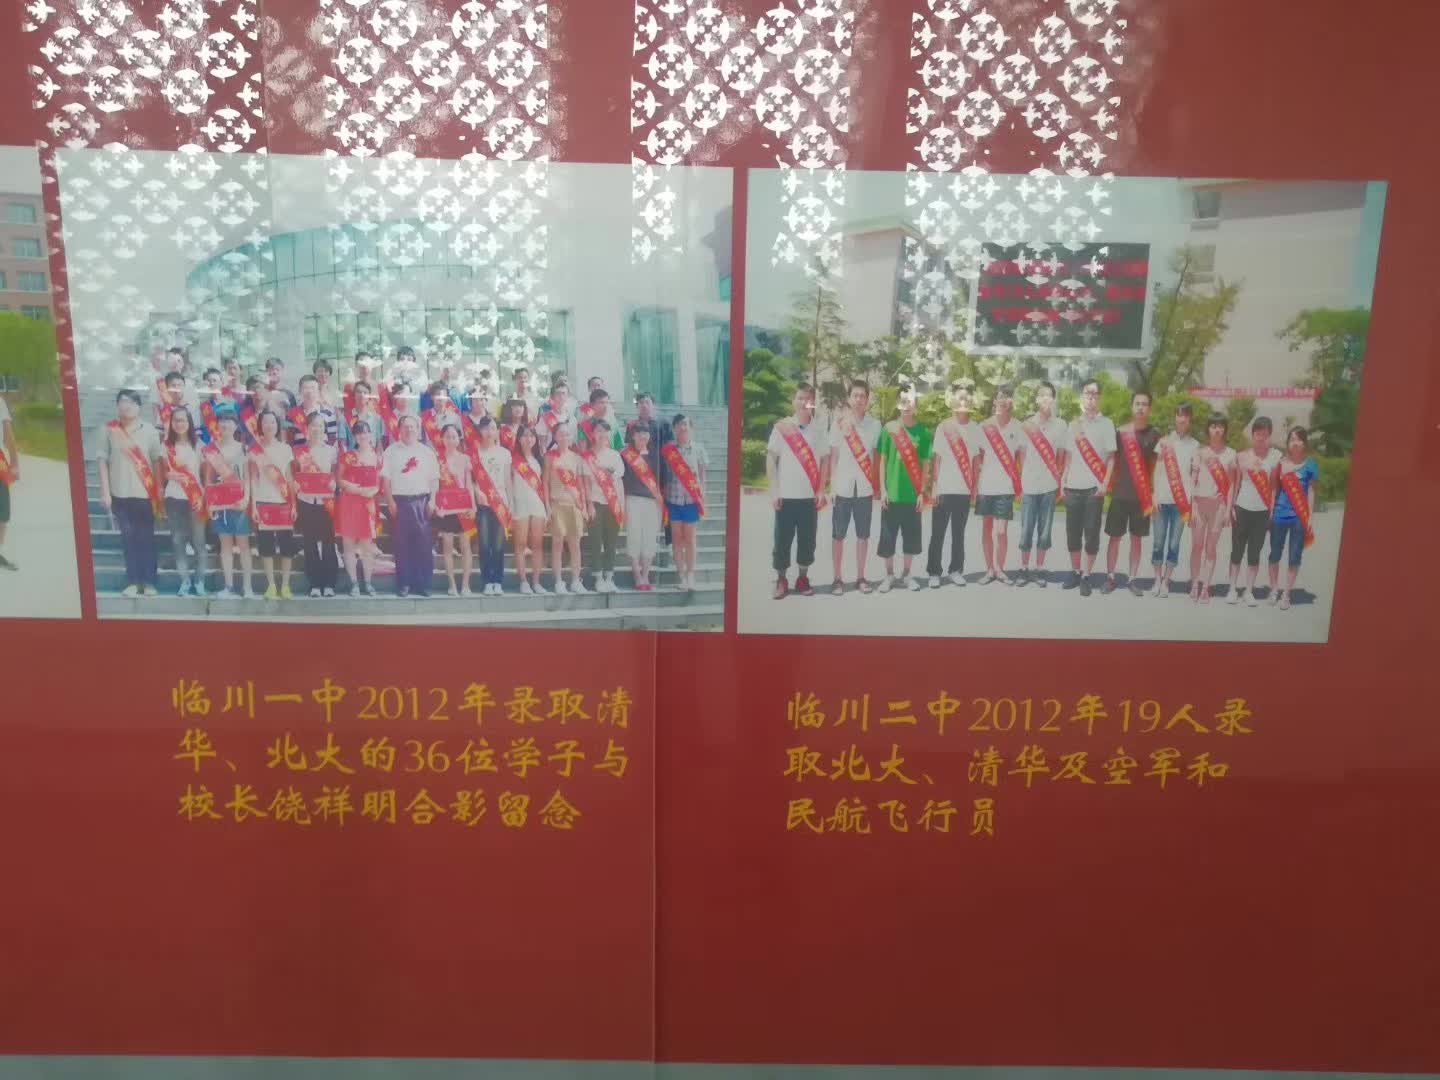 临川一中2012年录取清
华、北大的36位学子与
校长饶祥明合影留念
临川二中2012年19人录
取北大、清华及空军和
民航飞行员